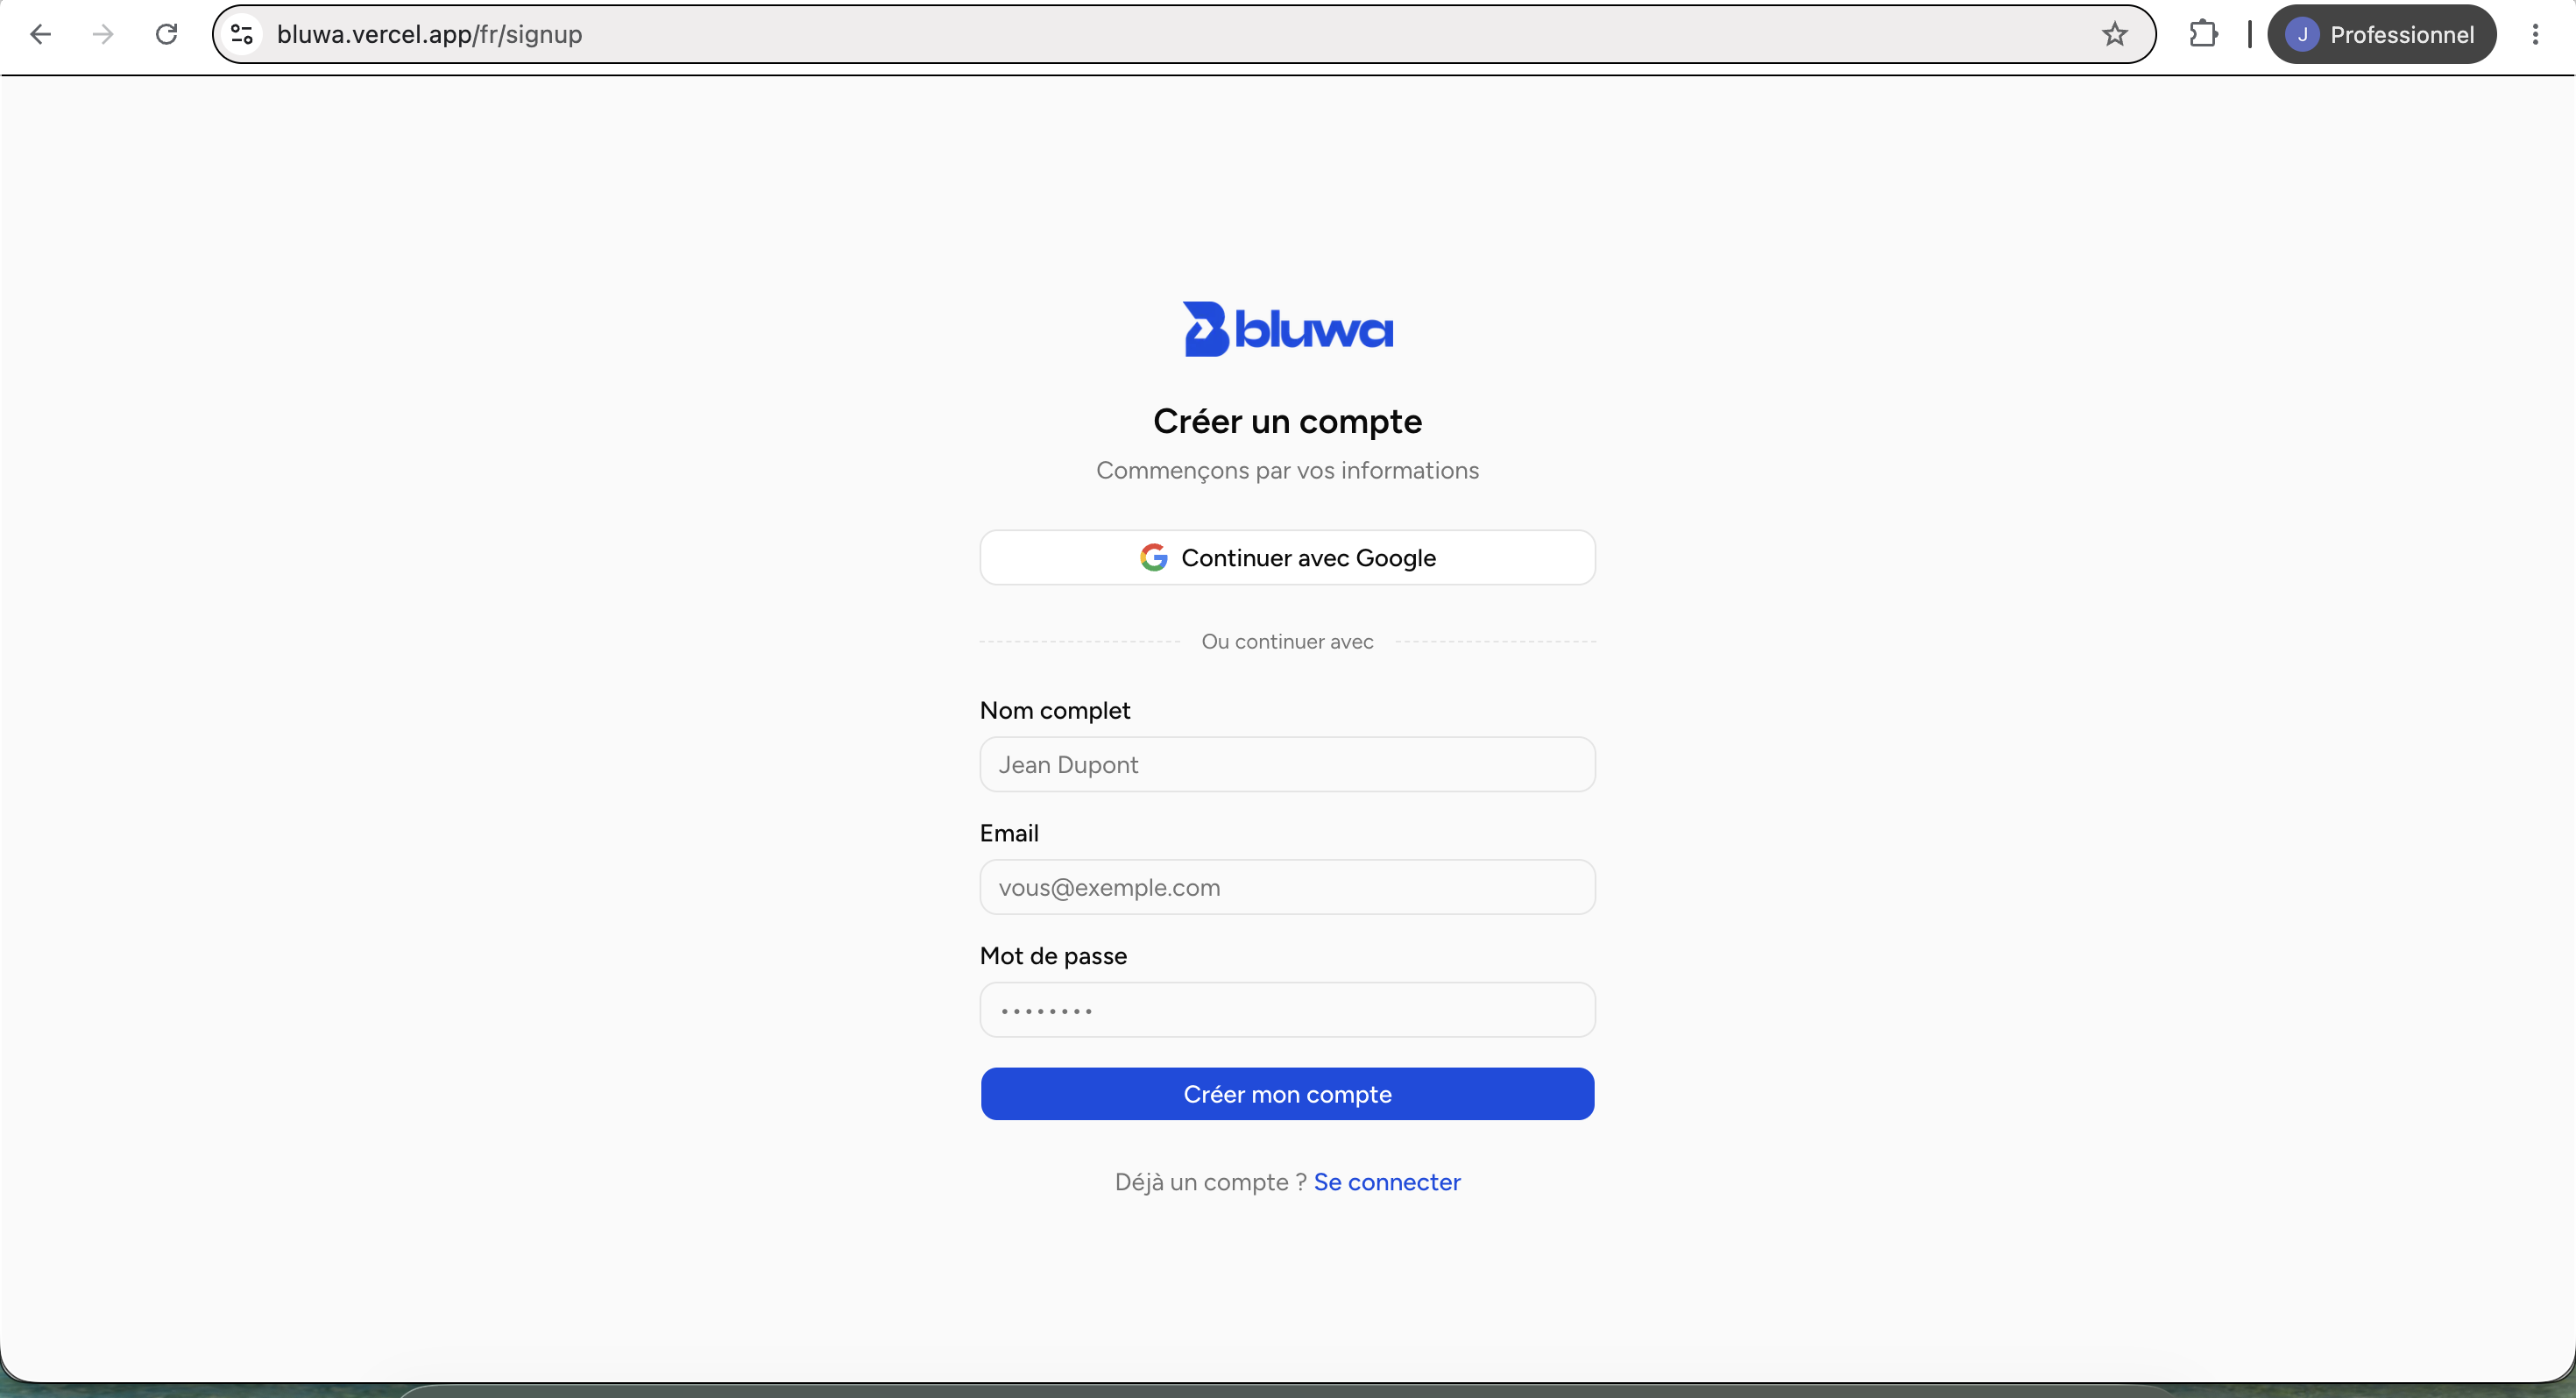 bluwa.vercel.app/fr/signup
J Professionnel
bluwa
Créer un compte
Commençons par vos informations
Continuer avec Google
Ou continuer avec
Nom complet
Jean Dupont
Email
vous@exemple.com
Mot de passe
••••••••
Créer mon compte
Déjà un compte ? Se connecter